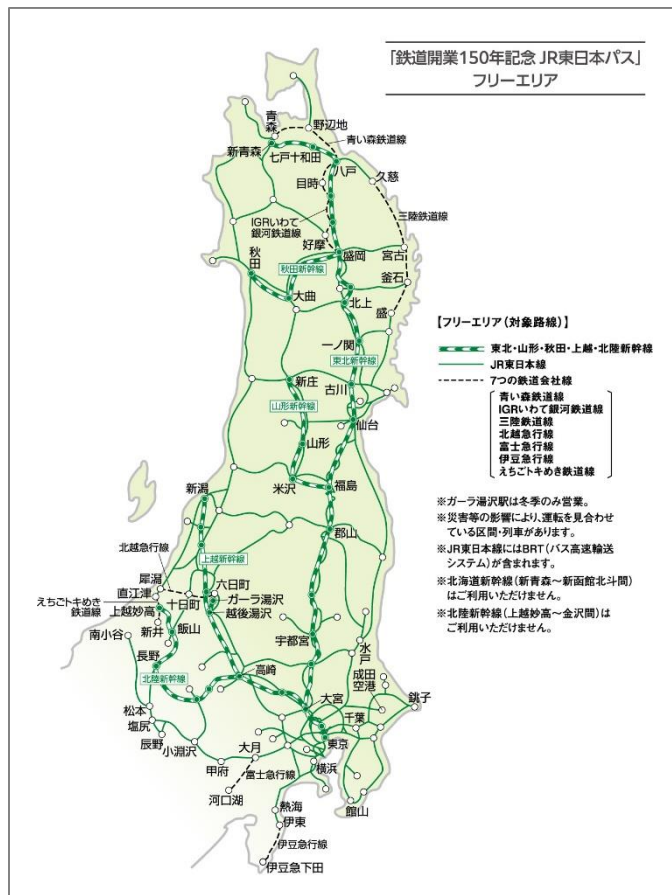 「鉄道開業150年記念 JR東日本パス」
フリーエリア
青森
野辺地
青い森鉄道線
新青森
七戸十和田
八戸
久慈
目時
三陸鉄道線
IGRいわて
銀河鉄道線
好摩
盛岡
宮古
秋田
秋田新幹線
釜石
大曲
北上
盛
一ノ関
東北新幹線
新庄
古川
山形新幹線
仙台
山形
米沢
福島
新潟
郡山
北越急行線
上越新幹線
犀潟
六日町
直江津
ガーラ湯沢
えちごトキめき
鉄道線
上越妙高
十日町
越後湯沢
南小谷
新井
飯山
宇都宮
水戸
長野
高崎
成田
空港
北陸新幹線
大宮
銚子
松本
千葉
塩尻
東京
辰野
小淵沢
大月
甲府
富士急行線
横浜
河口湖
熱海
館山
伊東
伊豆急行線
伊豆急下田
【フリーエリア（対象路線）】
東北・山形・秋田・上越・北陸新幹線
JR東日本線
7つの鉄道会社線
青い森鉄道線
IGRいわて銀河鉄道線
三陸鉄道線
北越急行線
富士急行線
伊豆急行線
えちごトキめき鉄道線
※ガーラ湯沢駅は冬季のみ営業。
※災害等の影響により、運転を見合わせ
ている区間・列車があります。
※JR東日本線にはBRT（バス高速輸送
システム）が含まれます。
※北海道新幹線（新青森～新函館北斗間）
はご利用いただけません。
※北陸新幹線（上越妙高～金沢間）は
ご利用いただけません。